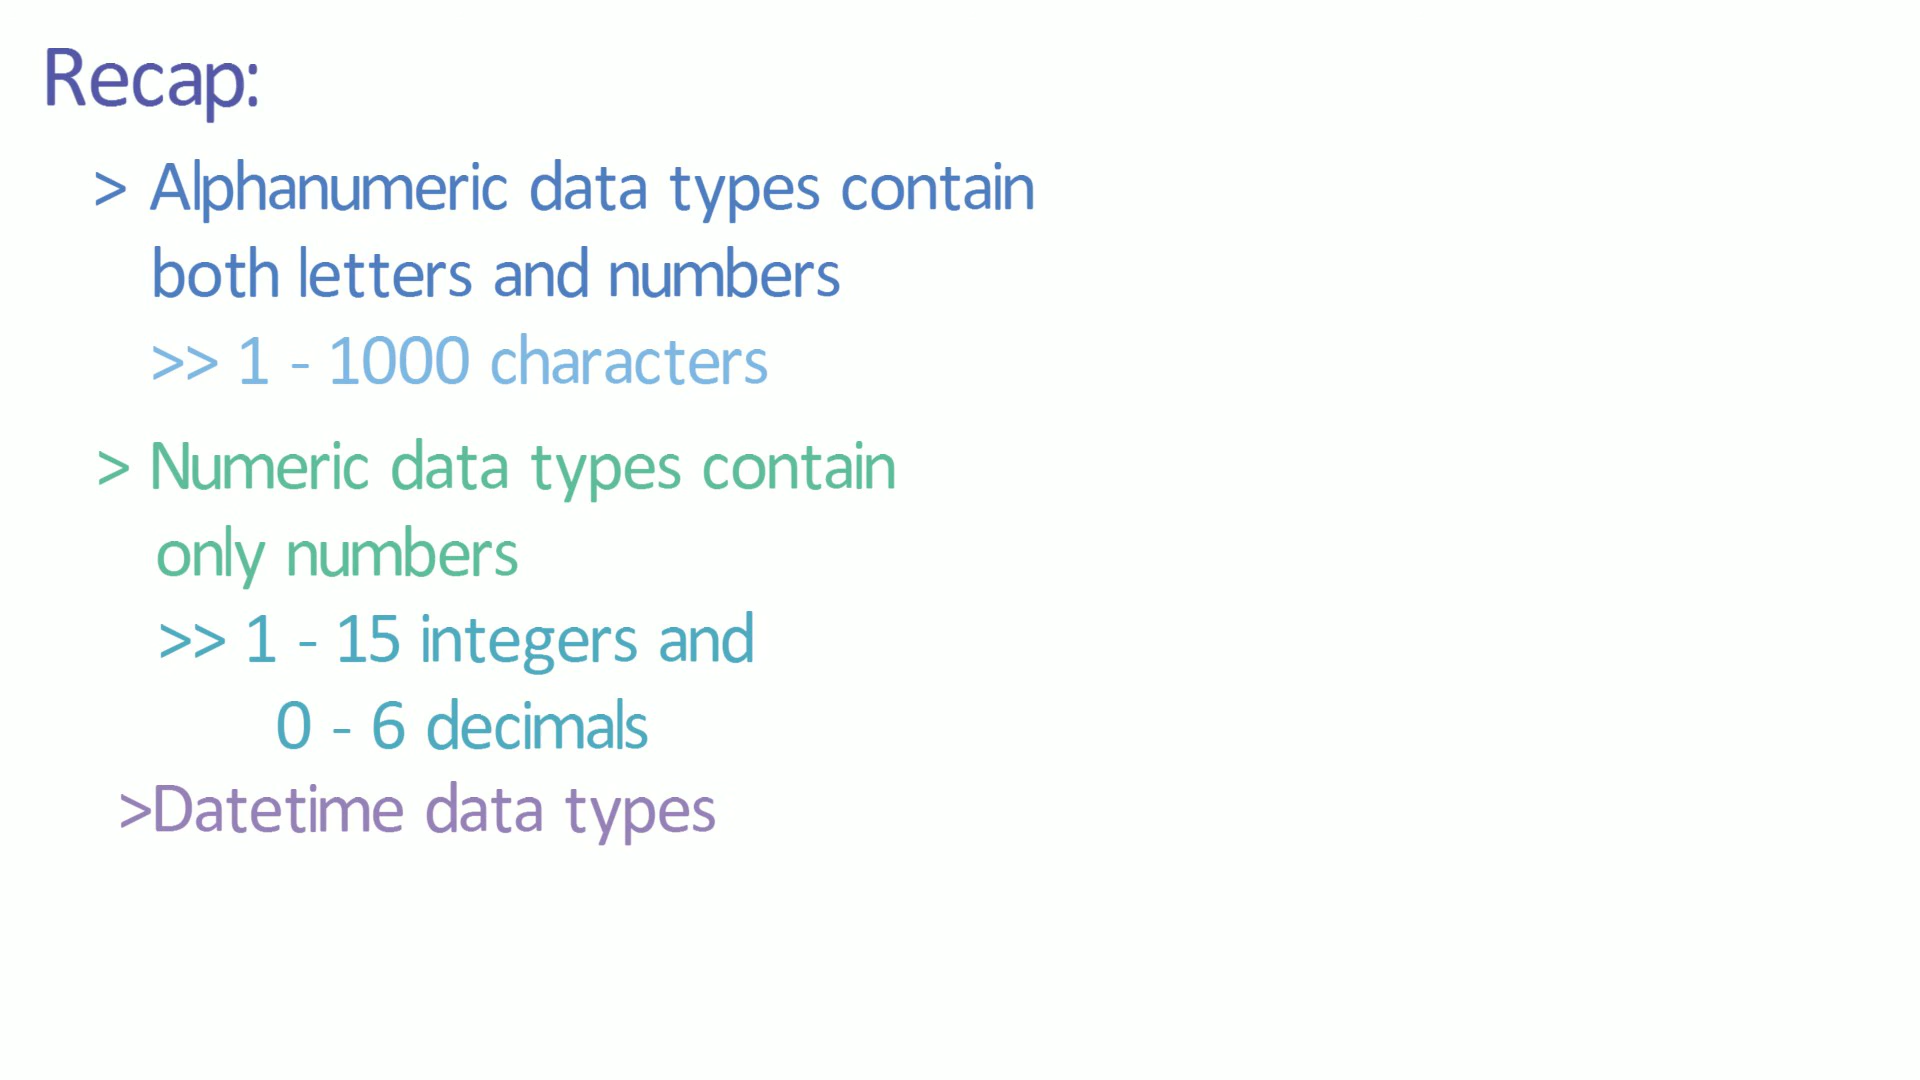 Recap:
> Alphanumeric data types contain
both letters and numbers
>> 1 - 1000 characters
> Numeric data types contain
only numbers
>> 1 - 15 integers and
0 - 6 decimals
>Datetime data types